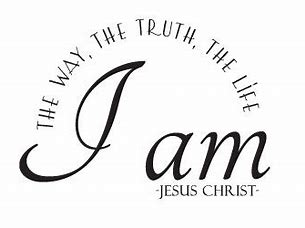 THE WAY, THE TRUTH, THE LIFE
I am
-JESUS CHRIST-